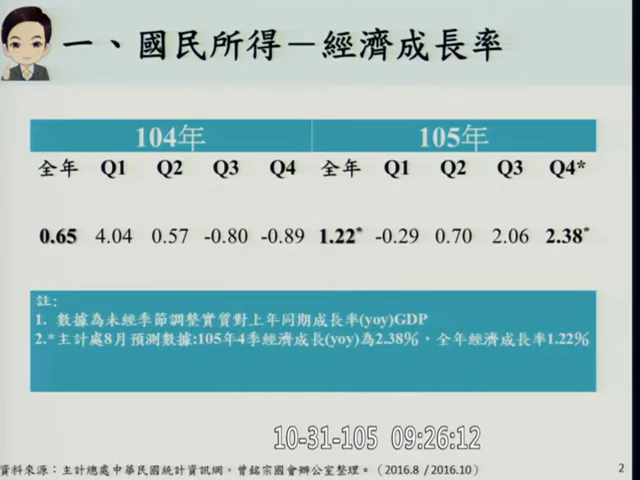 一、國民所得－經濟成長率
104年 105年
全年 Q1 Q2 Q3 Q4 全年 Q1 Q2 Q3 Q4*
0.65 4.04 0.57 -0.80 -0.89 1.22* -0.29 0.70 2.06 2.38*
註:
1. 數據為未經季節調整實質對上年同期成長率(yoy)GDP
2.*主計處8月預測數據:105年4季經濟成長(yoy)為2.38%，全年經濟成長率1.22%
10-31-105 09:26:12
資料來源：主計總處中華民國統計資訊網。曾銘宗國會辦公室整理。（2016.8 /2016.10） 2